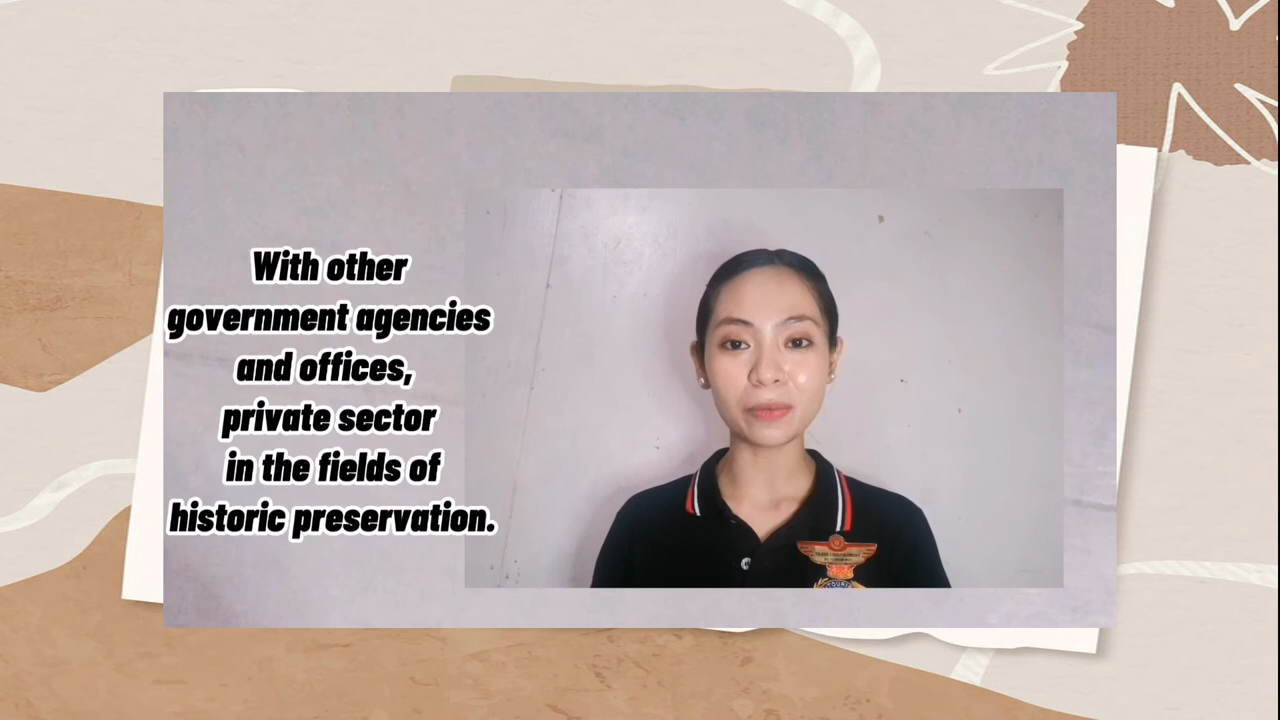 With other
government agencies
and offices,
private sector
in the fields of
historic preservation.